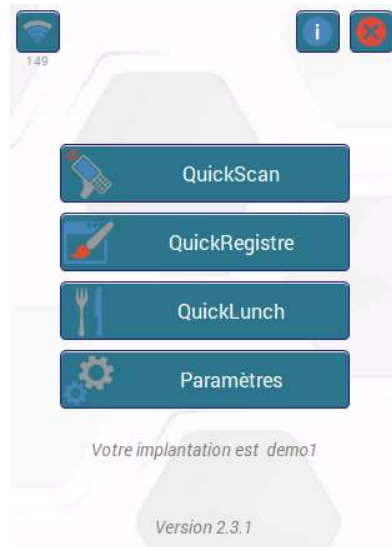 149
i
QuickScan
QuickRegistre
QuickLunch
Paramètres
Votre implantation est demo1
Version 2.3.1